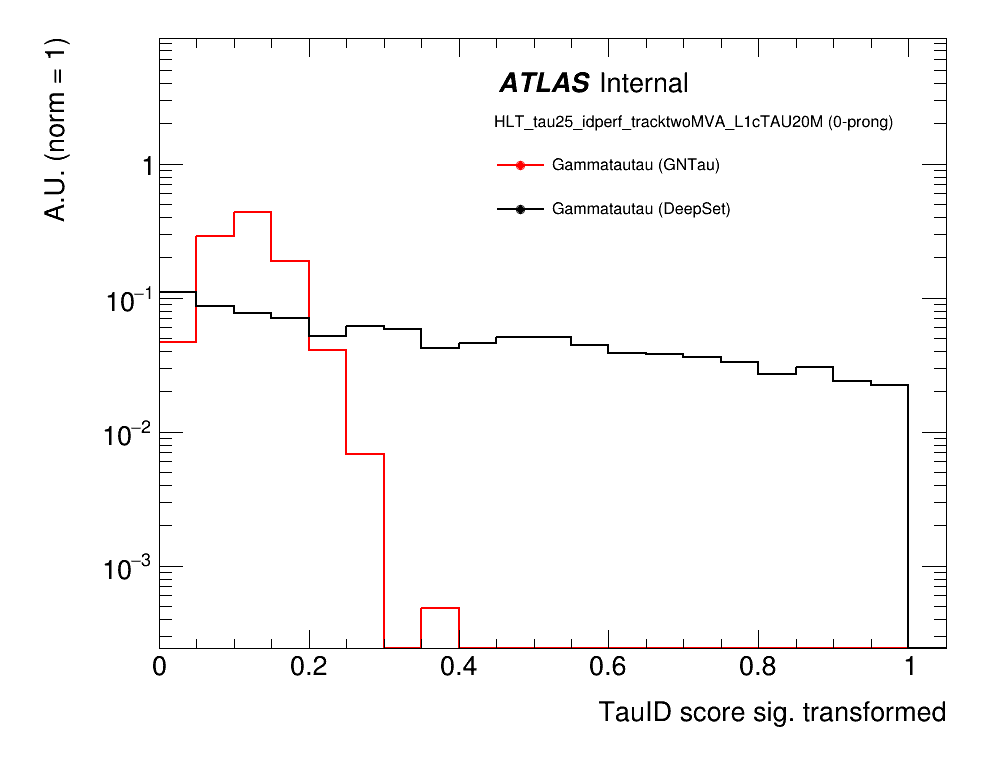 A.U. (norm = 1)
ATLAS Internal
HLT_tau25_idperf_tracktwoMVA_L1cTAU20M (0-prong)
Gammatautau (GNTau)
Gammatautau (DeepSet)
1
10⁻¹
10⁻²
10⁻³
0 0.2 0.4 0.6 0.8 1
TauID score sig. transformed